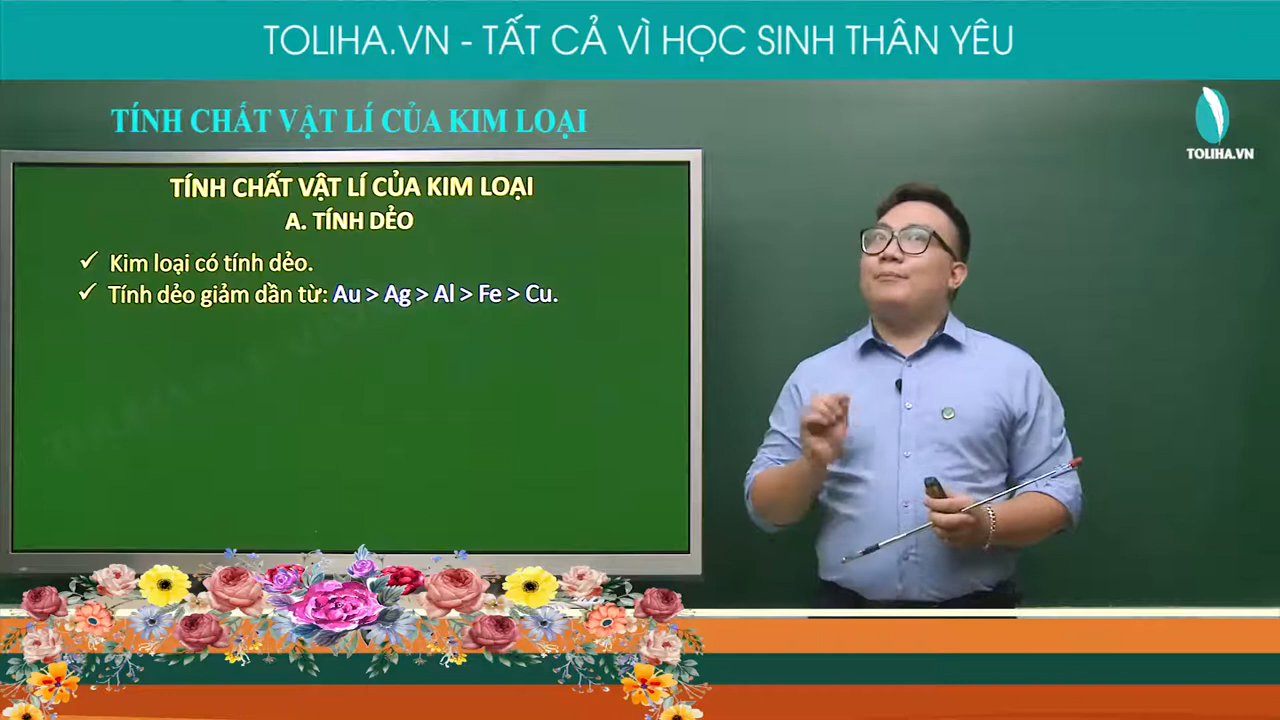 TOLIHA.VN - TẤT CẢ VÌ HỌC SINH THÂN YÊU
TÍNH CHẤT VẬT LÍ CỦA KIM LOẠI
TOLIHA.VN
TÍNH CHẤT VẬT LÍ CỦA KIM LOẠI
A. TÍNH DẺO
✓ Kim loại có tính dẻo.
✓ Tính dẻo giảm dần từ: Au > Ag > Al > Fe > Cu.